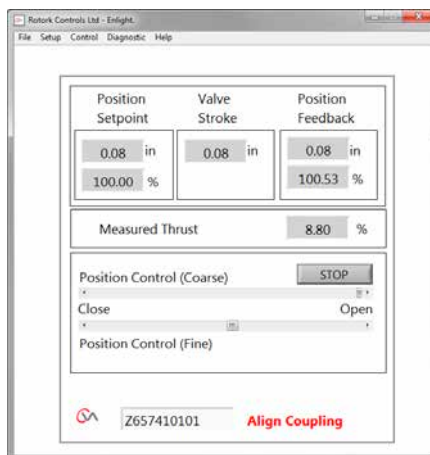 Rotork Controls Ltd - Enlight.
File Setup Control Diagnostic Help
Position Setpoint Valve Stroke Position Feedback
0.08 in 0.08 in 0.08 in
100.00 % 100.53 %
Measured Thrust 8.80 %
Position Control (Coarse) STOP
Close Open
Position Control (Fine)
Z657410101 Align Coupling